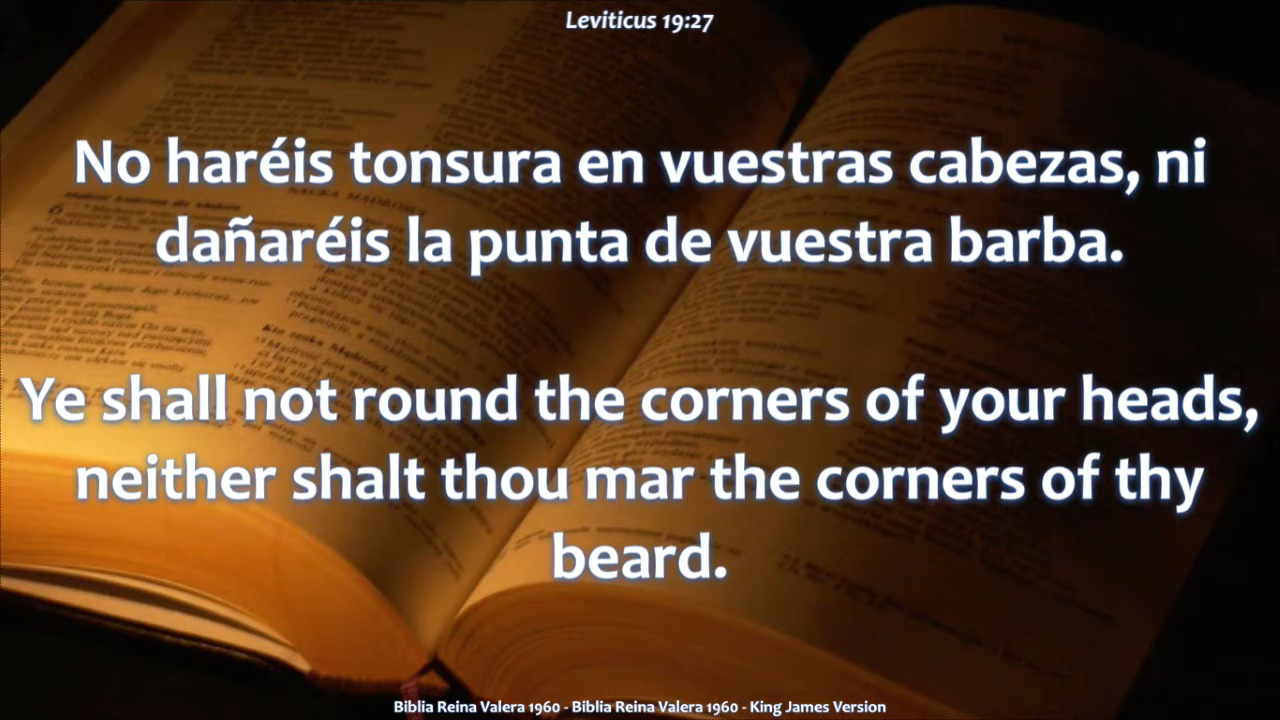 Leviticus 19:27
No haréis tonsura en vuestras cabezas, ni
dañaréis la punta de vuestra barba.
Ye shall not round the corners of your heads,
neither shalt thou mar the corners of thy
beard.
Biblia Reina Valera 1960 - Biblia Reina Valera 1960 - King James Version